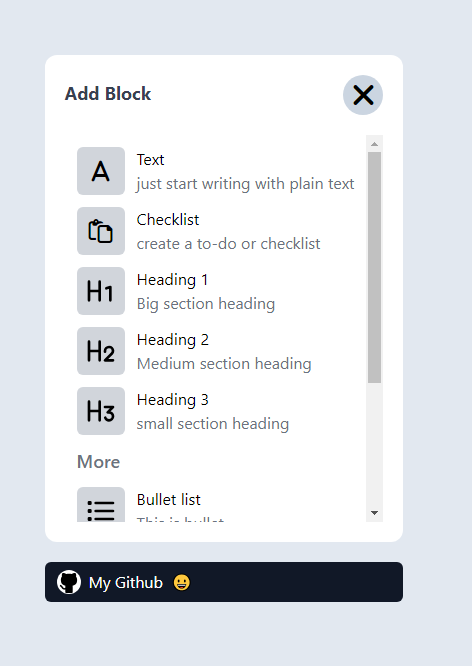 Add Block
A
Text
just start writing with plain text
Checklist
create a to-do or checklist
H1
Heading 1
Big section heading
H2
Heading 2
Medium section heading
H3
Heading 3
small section heading
More
Bullet list
This is bullet
My Github 😀